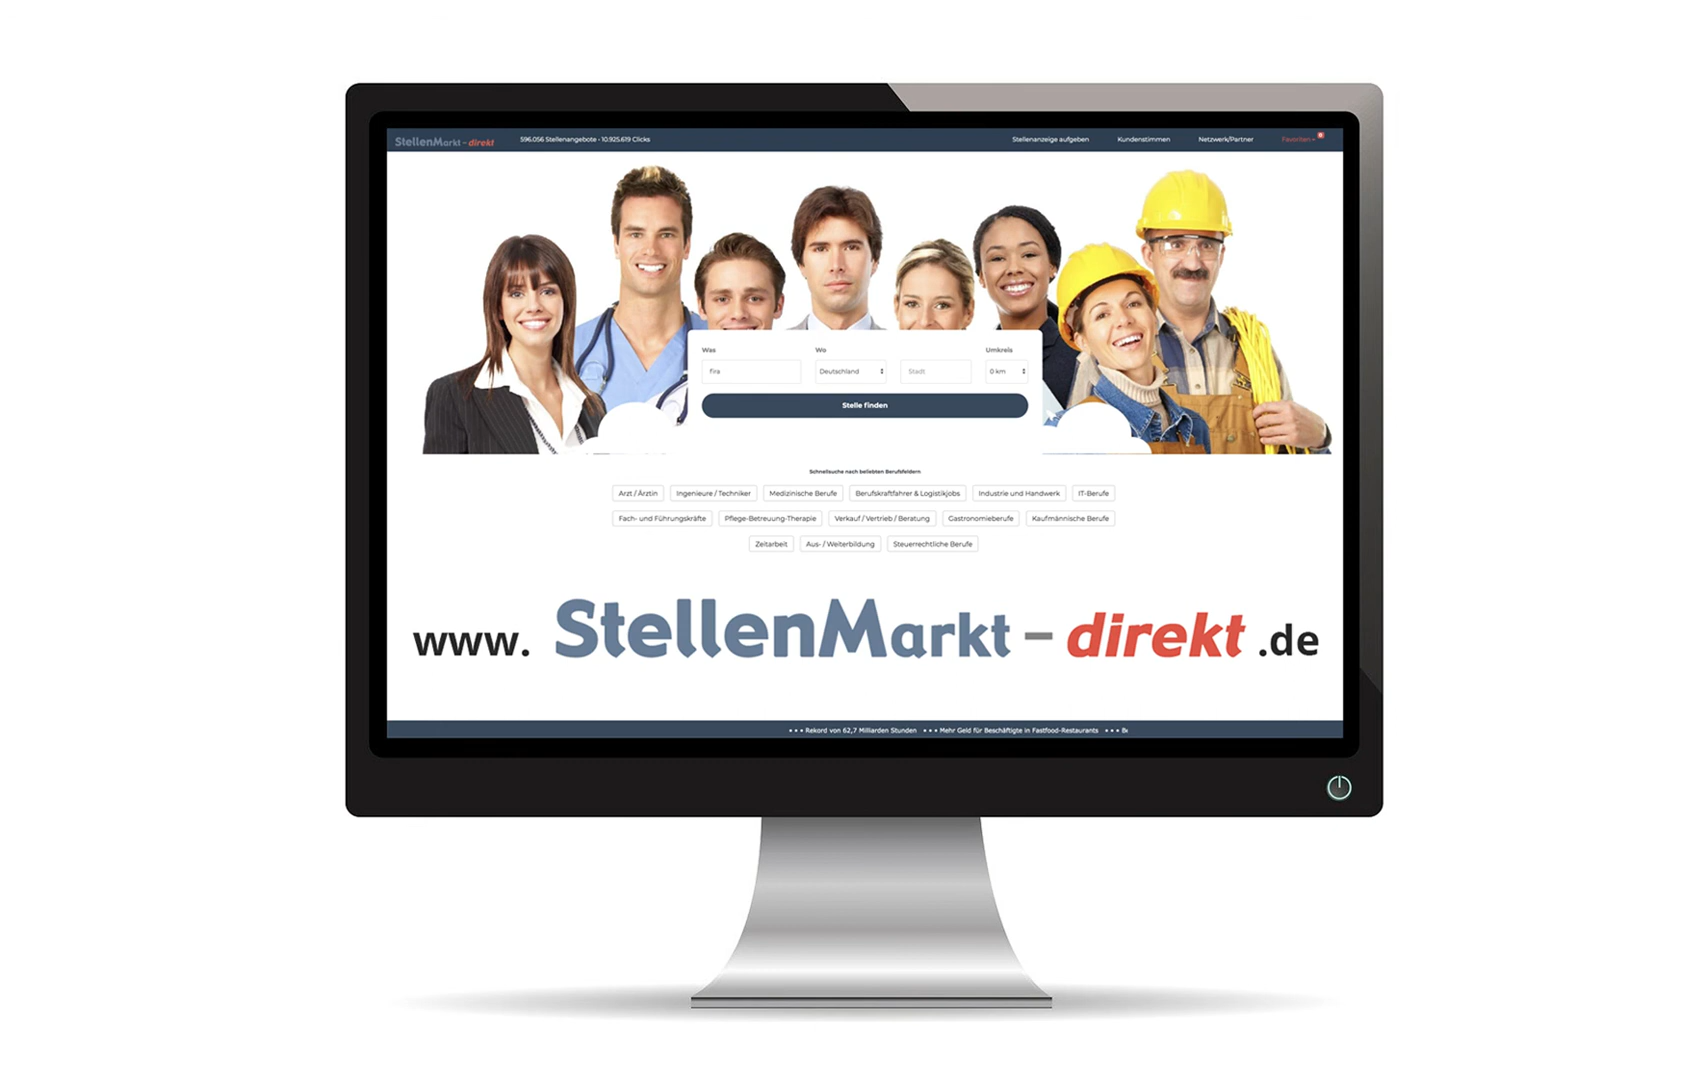 StellenMarkt - direkt 596.056 Stellenangebote • 10.925.619 Clicks Stellenanzeige aufgeben Kundenstimmen Netzwerk/Partner Favoriten
Was Wo Umkreis
Fira Deutschland Stadt 0 km
Stelle finden
Schnellsuche nach beliebten Berufsfeldern
Arzt / Ärztin Ingenieure / Techniker Medizinische Berufe Berufskraftfahrer & Logistikjobs Industrie und Handwerk IT-Berufe
Fach- und Führungskräfte Pflege-Betreuung-Therapie Verkauf / Vertrieb / Beratung Gastronomieberufe Kaufmännische Berufe
Zeitarbeit Aus- / Weiterbildung Steuerrechtliche Berufe
www. StellenMarkt - direkt .de
• • • Rekord von 62,7 Milliarden Stunden • • • Mehr Geld für Beschäftigte in Fastfood-Restaurants • • • Be